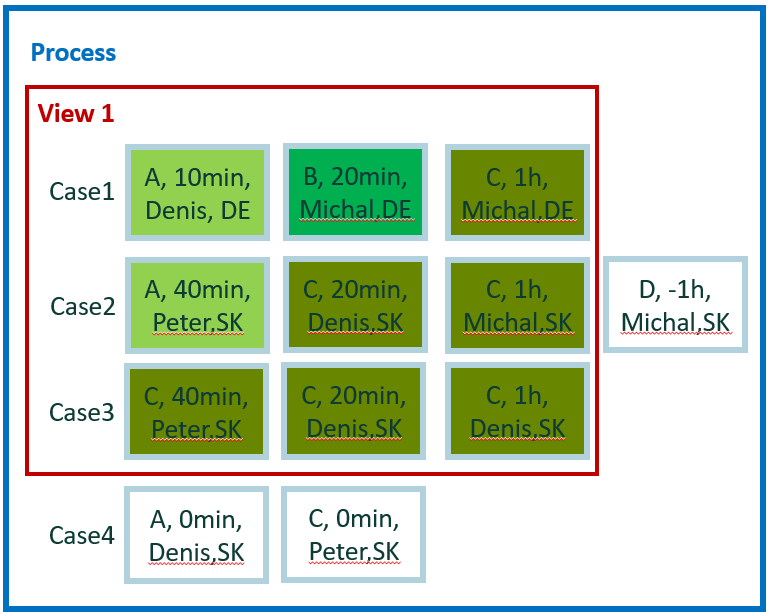 Process
View 1
Case1
A, 10min,
Denis, DE
B, 20min,
Michal,DE
C, 1h,
Michal,DE
Case2
A, 40min,
Peter,SK
C, 20min,
Denis,SK
C, 1h,
Michal,SK
D, -1h,
Michal,SK
Case3
C, 40min,
Peter,SK
C, 20min,
Denis,SK
C, 1h,
Denis,SK
Case4
A, 0min,
Denis,SK
C, 0min,
Peter,SK